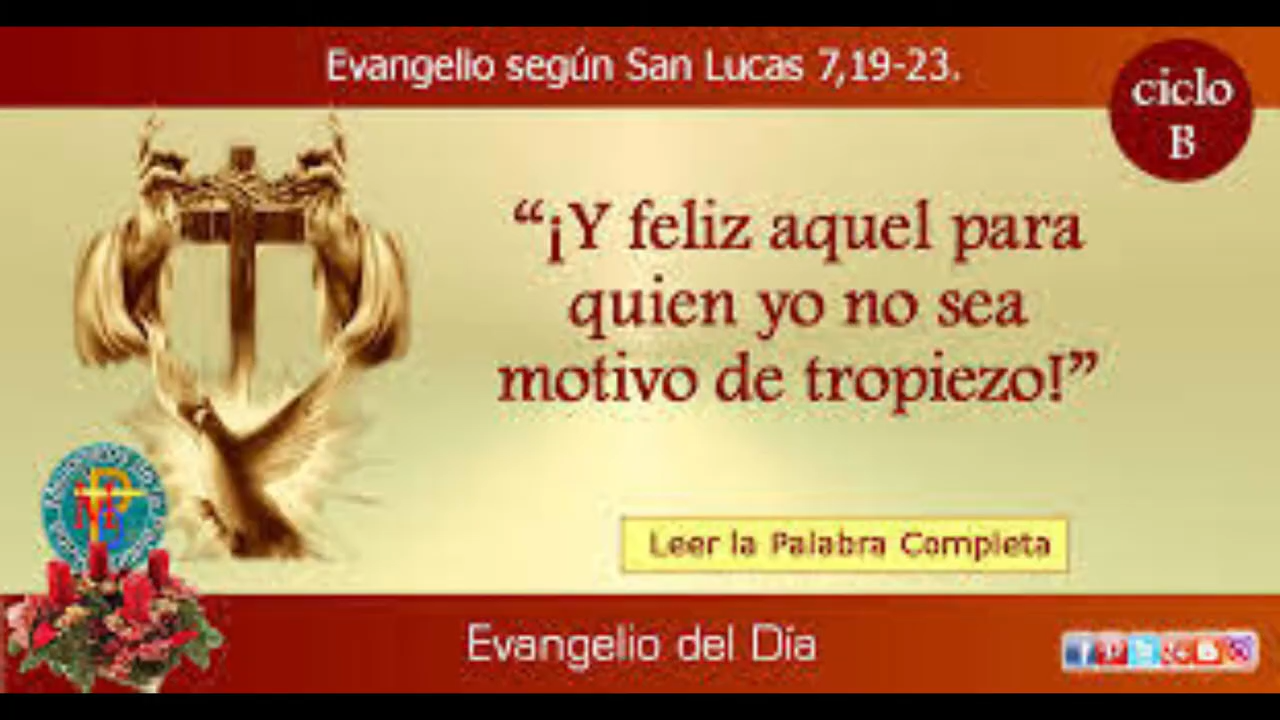 Evangelio según San Lucas 7,19-23.
ciclo
B
“¡Y feliz aquel para
quien yo no sea
motivo de tropiezo!”
Leer la Palabra Completa
Evangelio del Día